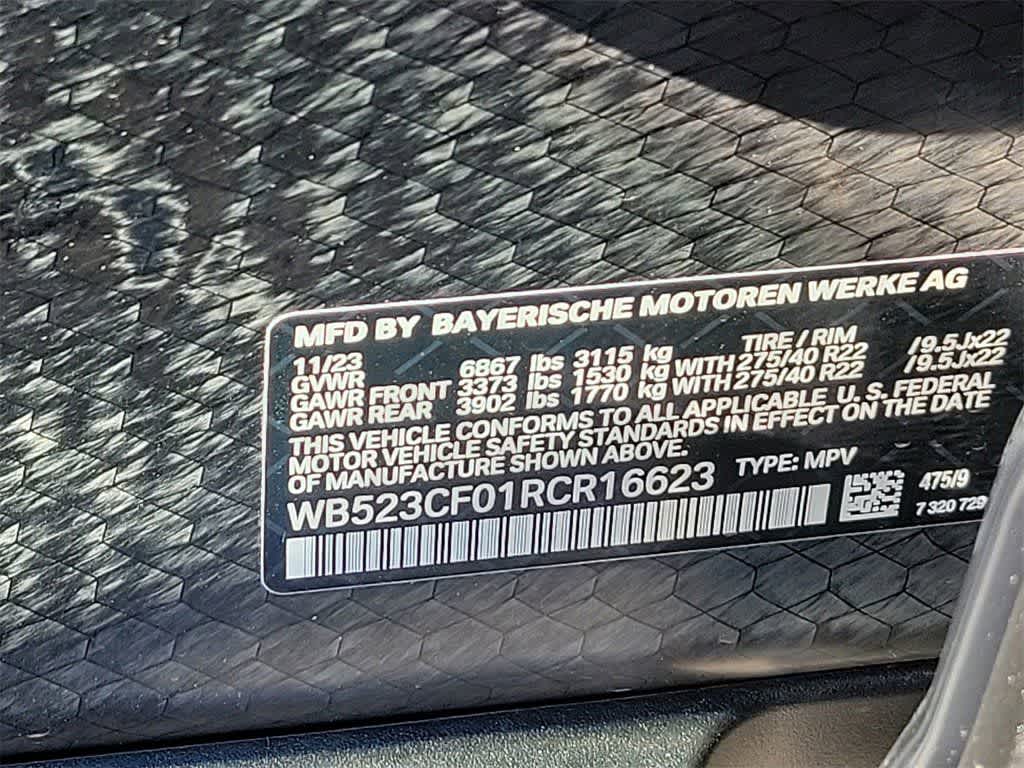 MFD BY BAYERISCHE MOTOREN WERKE AG
11/23 TIRE / RIM
GVWR 6867 lbs 3115 kg
GAWR FRONT 3373 lbs 1530 kg WITH 275/40 R22 /9.5Jx22
GAWR REAR 3902 lbs 1770 kg WITH 275/40 R22 /9.5Jx22
THIS VEHICLE CONFORMS TO ALL APPLICABLE U. S. FEDERAL
MOTOR VEHICLE SAFETY STANDARDS IN EFFECT ON THE DATE
OF MANUFACTURE SHOWN ABOVE.
WB523CF01RCR16623 TYPE: MPV
475/9
7 320 729